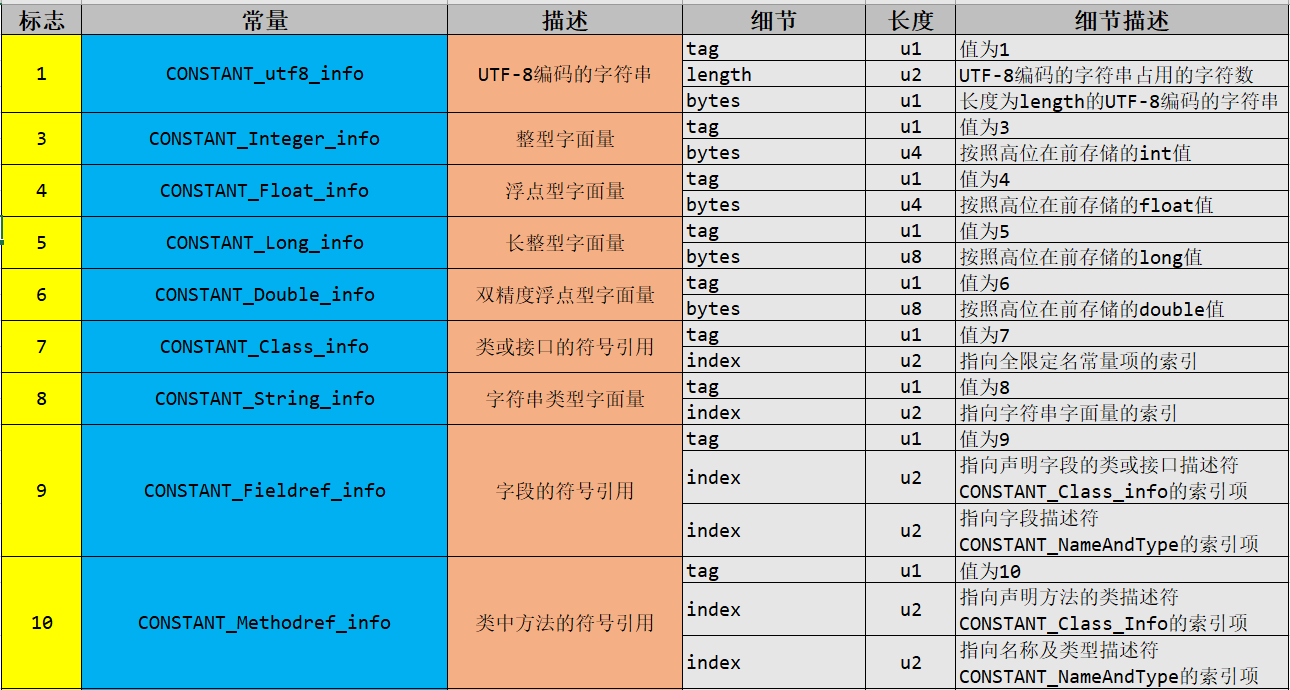 标志 常量 描述 细节 长度 细节描述
1 CONSTANT_utf8_info UTF-8编码的字符串 tag u1 值为1
length u2 UTF-8编码的字符串占用的字符数
bytes u1 长度为length的UTF-8编码的字符串
3 CONSTANT_Integer_info 整型字面量 tag u1 值为3
bytes u4 按照高位在前存储的int值
4 CONSTANT_Float_info 浮点型字面量 tag u1 值为4
bytes u4 按照高位在前存储的float值
5 CONSTANT_Long_info 长整型字面量 tag u1 值为5
bytes u8 按照高位在前存储的long值
6 CONSTANT_Double_info 双精度浮点型字面量 tag u1 值为6
bytes u8 按照高位在前存储的double值
7 CONSTANT_Class_info 类或接口的符号引用 tag u1 值为7
index u2 指向全限定名常量项的索引
8 CONSTANT_String_info 字符串类型字面量 tag u1 值为8
index u2 指向字符串字面量的索引
9 CONSTANT_Fieldref_info 字段的符号引用 tag u1 值为9
index u2 指向声明字段的类或接口描述符
CONSTANT_Class_info的索引项
index u2 指向字段描述符
CONSTANT_NameAndType的索引项
10 CONSTANT_Methodref_info 类中方法的符号引用 tag u1 值为10
index u2 指向声明方法的类描述符
CONSTANT_Class_Info的索引项
index u2 指向名称及类型描述符
CONSTANT_NameAndType的索引项